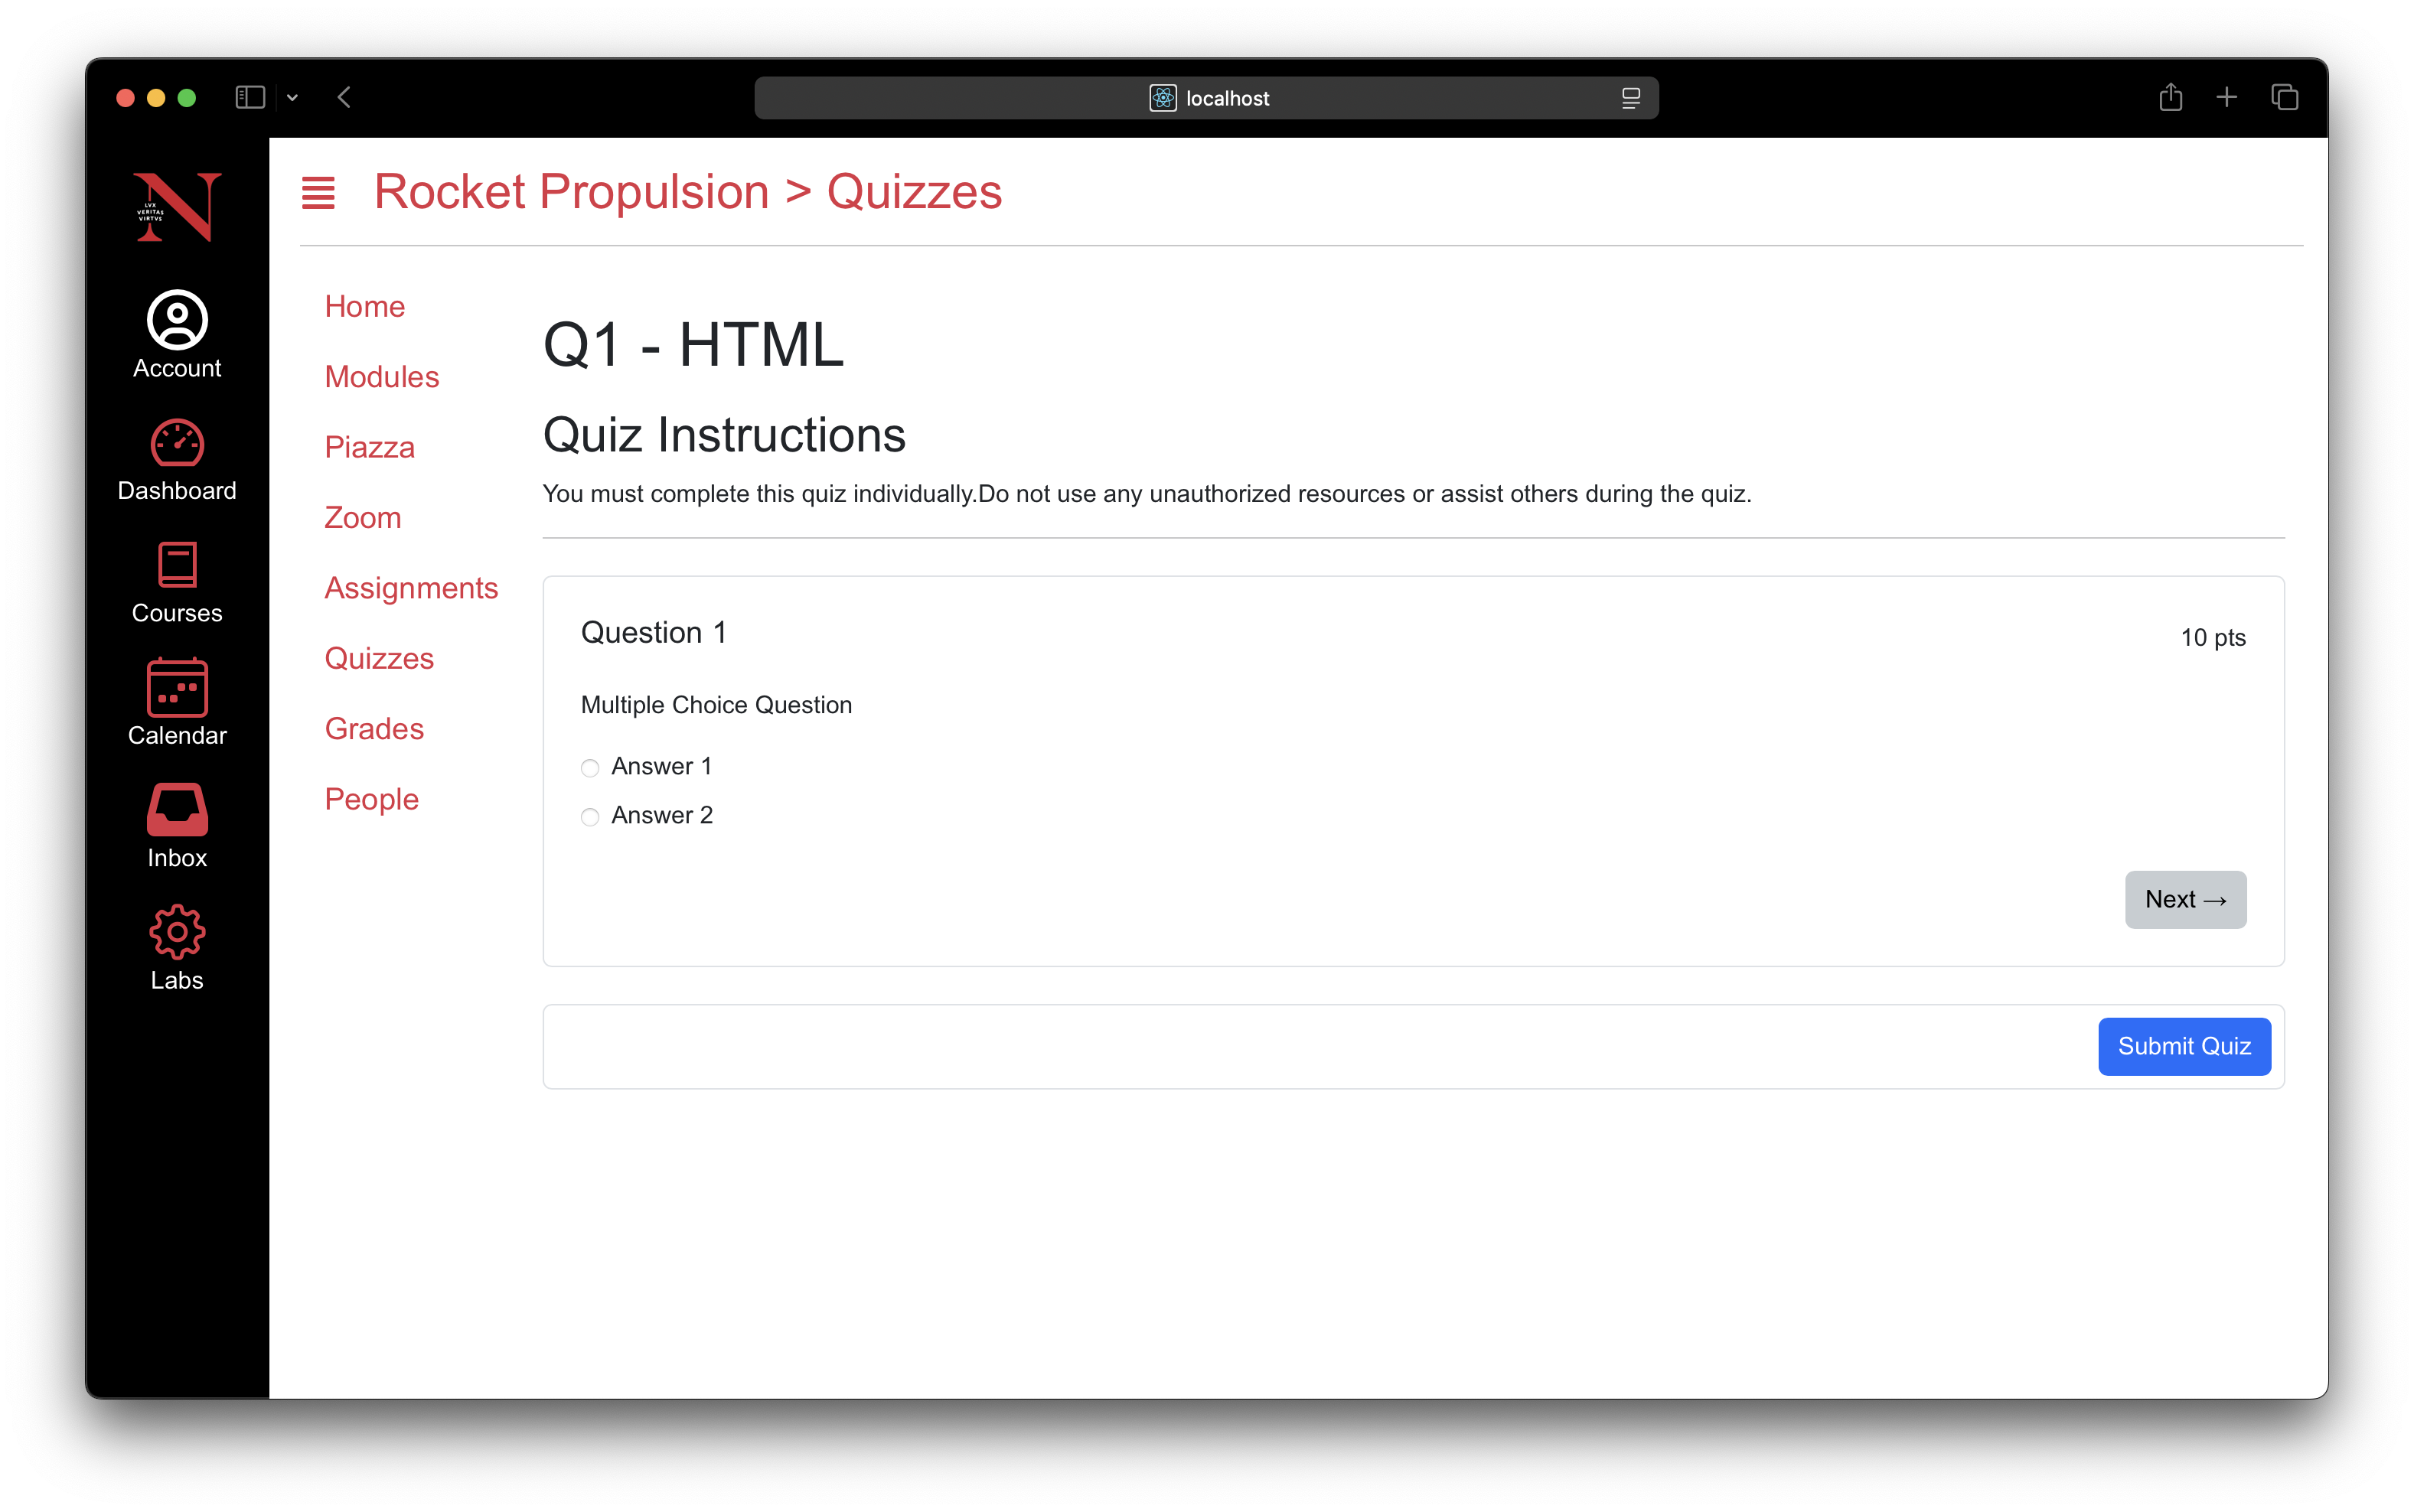 localhost
LVX
VERITAS
VIRTVS
Account
Dashboard
Courses
Calendar
Inbox
Labs
Rocket Propulsion > Quizzes
Home
Modules
Piazza
Zoom
Assignments
Quizzes
Grades
People
Q1 - HTML
Quiz Instructions
You must complete this quiz individually.Do not use any unauthorized resources or assist others during the quiz.
Question 1
10 pts
Multiple Choice Question
Answer 1
Answer 2
Next →
Submit Quiz